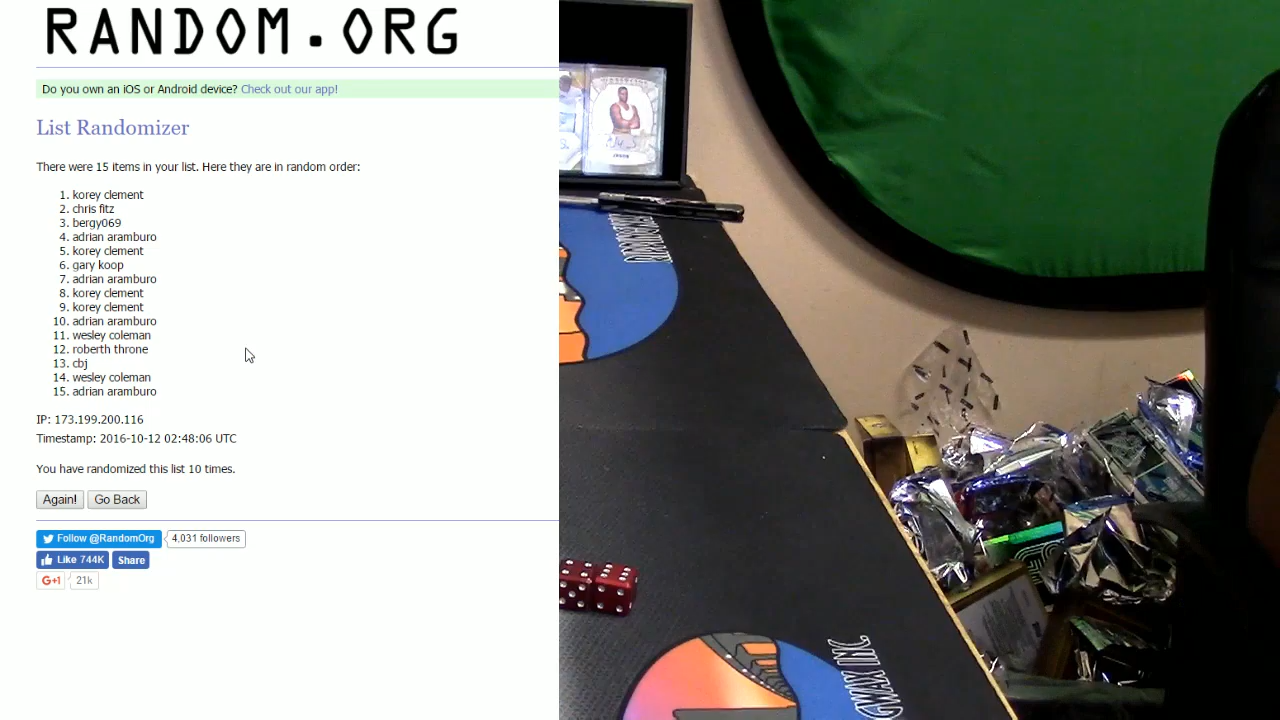 RANDOM.ORG
Do you own an iOS or Android device? Check out our app!
List Randomizer
There were 15 items in your list. Here they are in random order:
1. korey clement
2. chris fitz
3. bergy069
4. adrian aramburo
5. korey clement
6. gary koop
7. adrian aramburo
8. korey clement
9. korey clement
10. adrian aramburo
11. wesley coleman
12. roberth throne
13. cbj
14. wesley coleman
15. adrian aramburo
IP: 173.199.200.116
Timestamp: 2016-10-12 02:48:06 UTC
You have randomized this list 10 times.
Again! Go Back
Follow @RandomOrg 4,031 followers
Like 744K Share
G+1 21k
GWAX INC